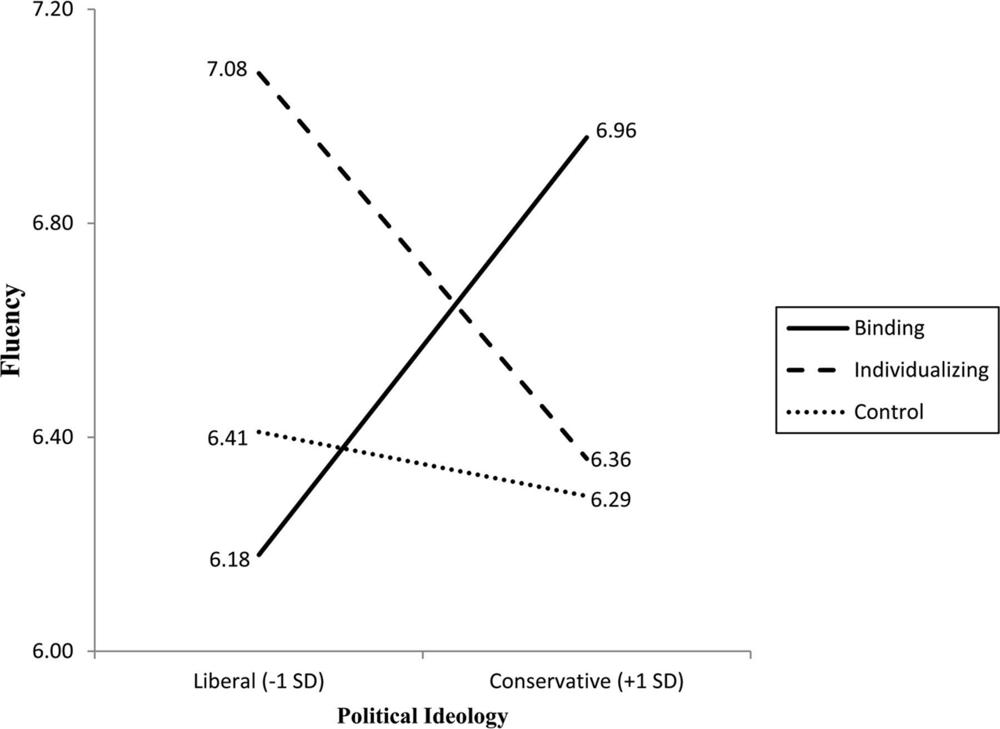 7.20
7.08
6.96
6.80
Fluency
Binding
Individualizing
Control
6.41
6.40
6.36
6.29
6.18
6.00
Liberal (-1 SD)
Conservative (+1 SD)
Political Ideology